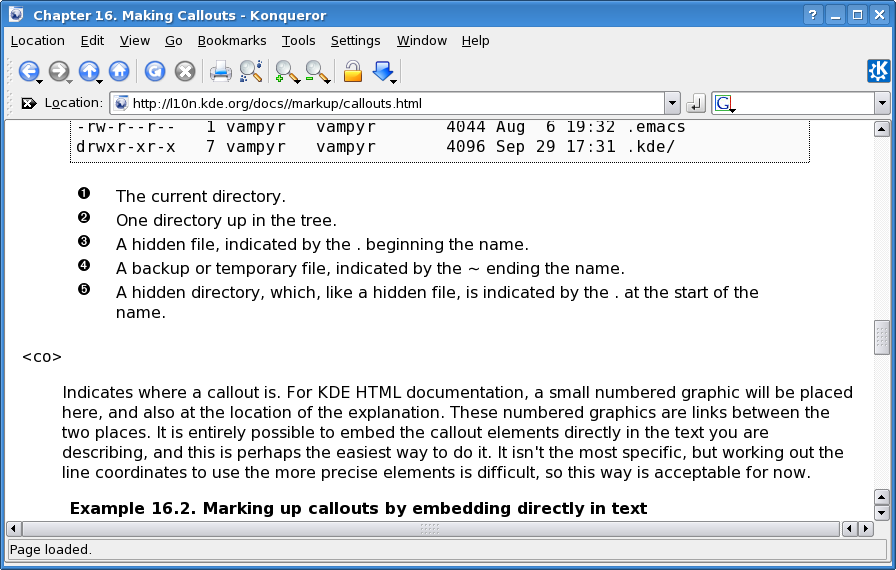 Chapter 16. Making Callouts - Konqueror
Location Edit View Go Bookmarks Tools Settings Window Help
Location: http://l10n.kde.org/docs//markup/callouts.html
-rw-r--r-- 1 vampyr vampyr 4044 Aug 6 19:32 .emacs
drwxr-xr-x 7 vampyr vampyr 4096 Sep 29 17:31 .kde/
1 The current directory.
2 One directory up in the tree.
3 A hidden file, indicated by the . beginning the name.
4 A backup or temporary file, indicated by the ~ ending the name.
5 A hidden directory, which, like a hidden file, is indicated by the . at the start of the
name.
<co>
Indicates where a callout is. For KDE HTML documentation, a small numbered graphic will be placed
here, and also at the location of the explanation. These numbered graphics are links between the
two places. It is entirely possible to embed the callout elements directly in the text you are
describing, and this is perhaps the easiest way to do it. It isn't the most specific, but working out the
line coordinates to use the more precise elements is difficult, so this way is acceptable for now.
Example 16.2. Marking up callouts by embedding directly in text
Page loaded.